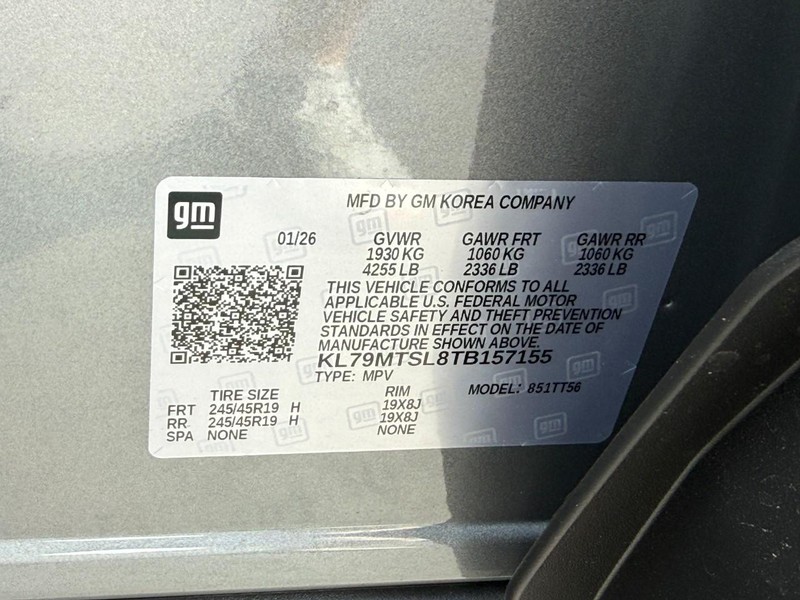 gm
MFD BY GM KOREA COMPANY
01/26 GVWR GAWR FRT GAWR RR
1930 KG 1060 KG 1060 KG
4255 LB 2336 LB 2336 LB
THIS VEHICLE CONFORMS TO ALL
APPLICABLE U.S. FEDERAL MOTOR
VEHICLE SAFETY AND THEFT PREVENTION
STANDARDS IN EFFECT ON THE DATE OF
MANUFACTURE SHOWN ABOVE.
KL79MTSL8TB157155
TYPE: MPV MODEL: 851TT56
TIRE SIZE RIM
FRT 245/45R19 H 19X8J
RR 245/45R19 H 19X8J
SPA NONE NONE